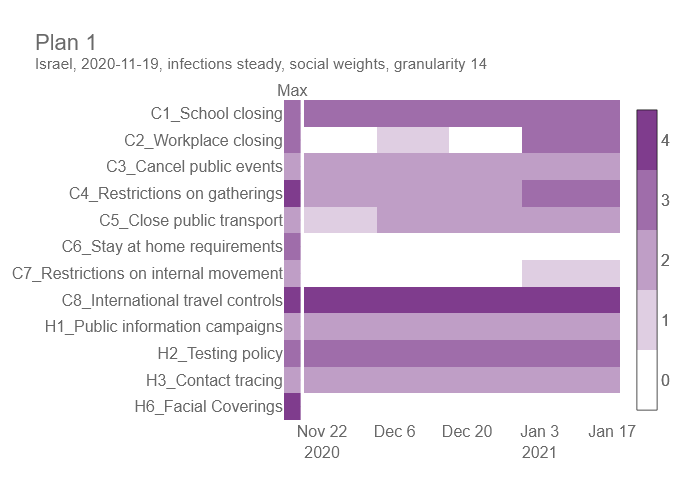 Plan 1
Israel, 2020-11-19, infections steady, social weights, granularity 14
Max
C1_School closing
C2_Workplace closing
C3_Cancel public events
C4_Restrictions on gatherings
C5_Close public transport
C6_Stay at home requirements
C7_Restrictions on internal movement
C8_International travel controls
H1_Public information campaigns
H2_Testing policy
H3_Contact tracing
H6_Facial Coverings
Nov 22 Dec 6 Dec 20 Jan 3 Jan 17
2020 2021
4
3
2
1
0